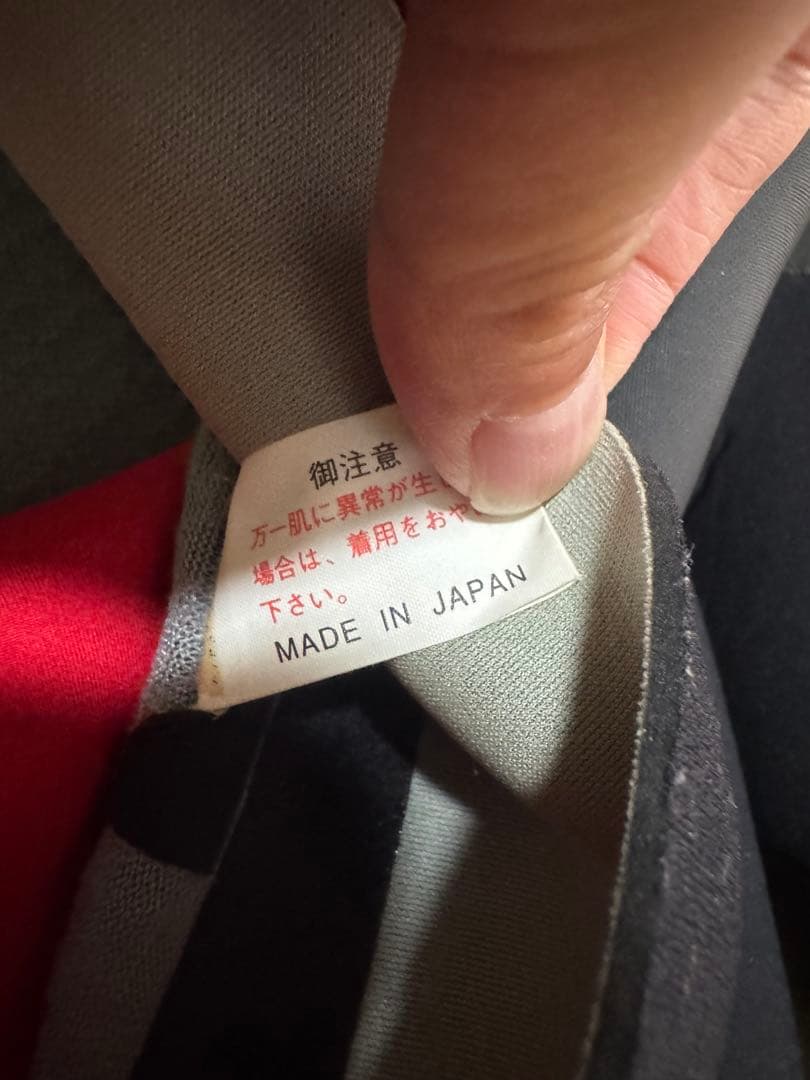 御注意
万一肌に異常が生
場合は、着用をおや
下さい。
MADE IN JAPAN